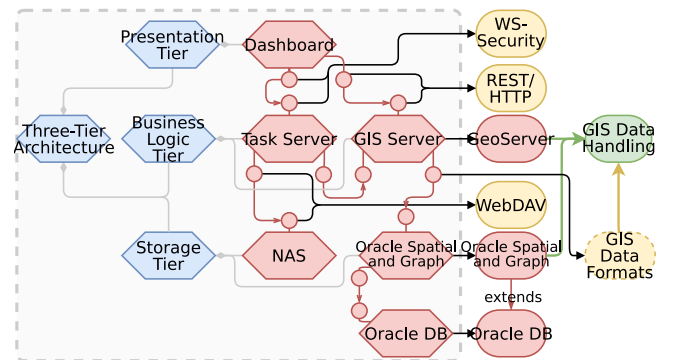 Presentation
Tier
Dashboard
WS-
Security
REST/
HTTP
Three-Tier
Architecture
Business
Logic
Tier
Task Server
GIS Server
GeoServer
GIS Data
Handling
WebDAV
Storage
Tier
NAS
Oracle Spatial
and Graph
Oracle Spatial
and Graph
GIS
Data
Formats
extends
Oracle DB
Oracle DB